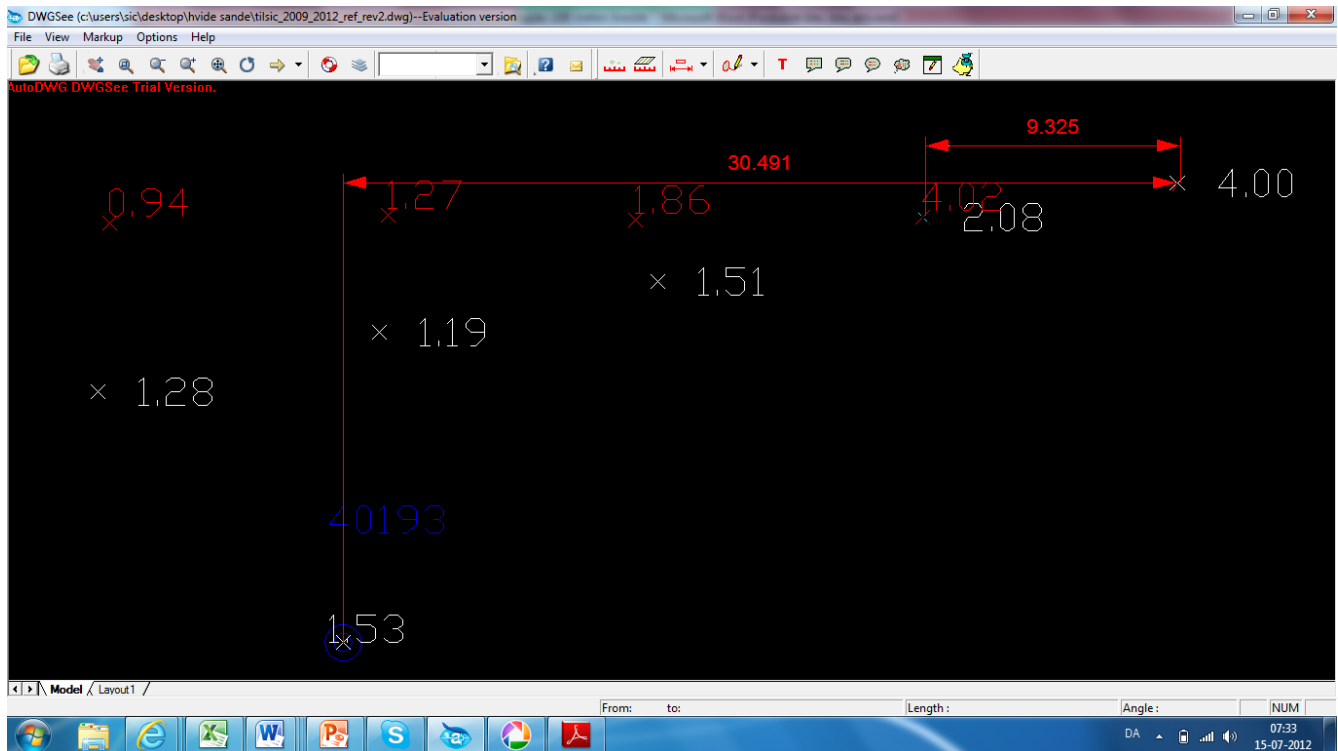 DWGSee (c:\users\sic\desktop\hvide sande\tilsic_2009_2012_ref_rev2.dwg)--Evaluation version
File View Markup Options Help
AutoDWG DWGSee Trial Version.
9.325
30.491
0.94
1.27
1.86
4.02
4.00
2.08
1.51
1.19
1.28
40193
1.53
Model Layout1
From: to: Length : Angle : NUM
DA 07:33
15-07-2012